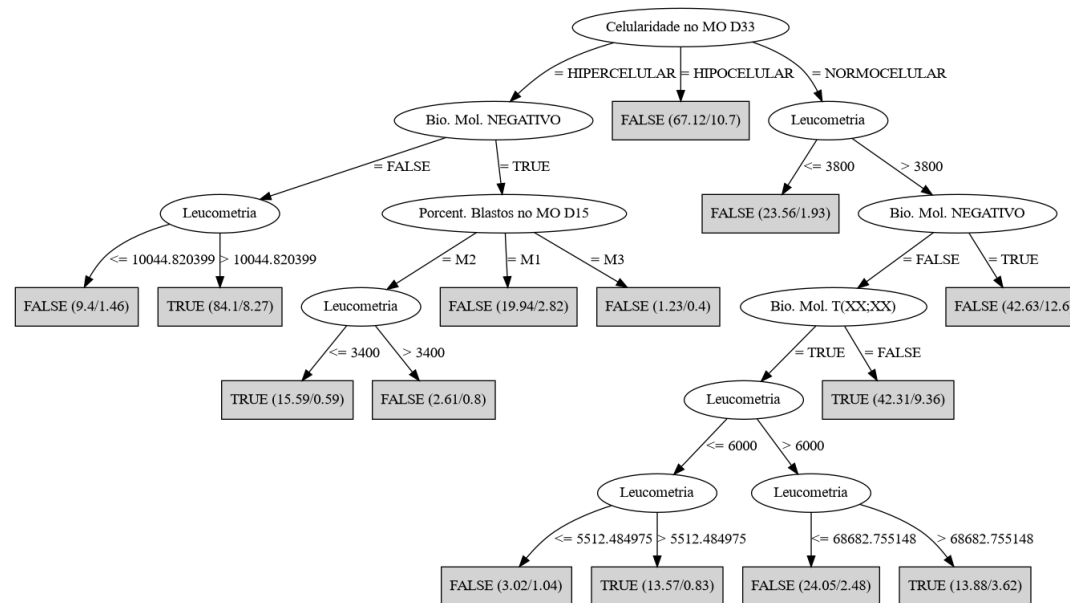 Celularidade no MO D33
= HIPERCELULAR = HIPOCELULAR = NORMOCELULAR
Bio. Mol. NEGATIVO FALSE (67.12/10.7) Leucometria
= FALSE = TRUE <= 3800 > 3800
Leucometria Porcent. Blastos no MO D15 FALSE (23.56/1.93) Bio. Mol. NEGATIVO
<= 10044.820399 > 10044.820399 = M2 = M1 = M3 = FALSE = TRUE
FALSE (9.4/1.46) TRUE (84.1/8.27) Leucometria FALSE (19.94/2.82) FALSE (1.23/0.4) Bio. Mol. T(XX;XX) FALSE (42.63/12.6
<= 3400 > 3400 = TRUE = FALSE
TRUE (15.59/0.59) FALSE (2.61/0.8) Leucometria TRUE (42.31/9.36)
<= 6000 > 6000
Leucometria Leucometria
<= 5512.484975 > 5512.484975 <= 68682.755148 > 68682.755148
FALSE (3.02/1.04) TRUE (13.57/0.83) FALSE (24.05/2.48) TRUE (13.88/3.62)